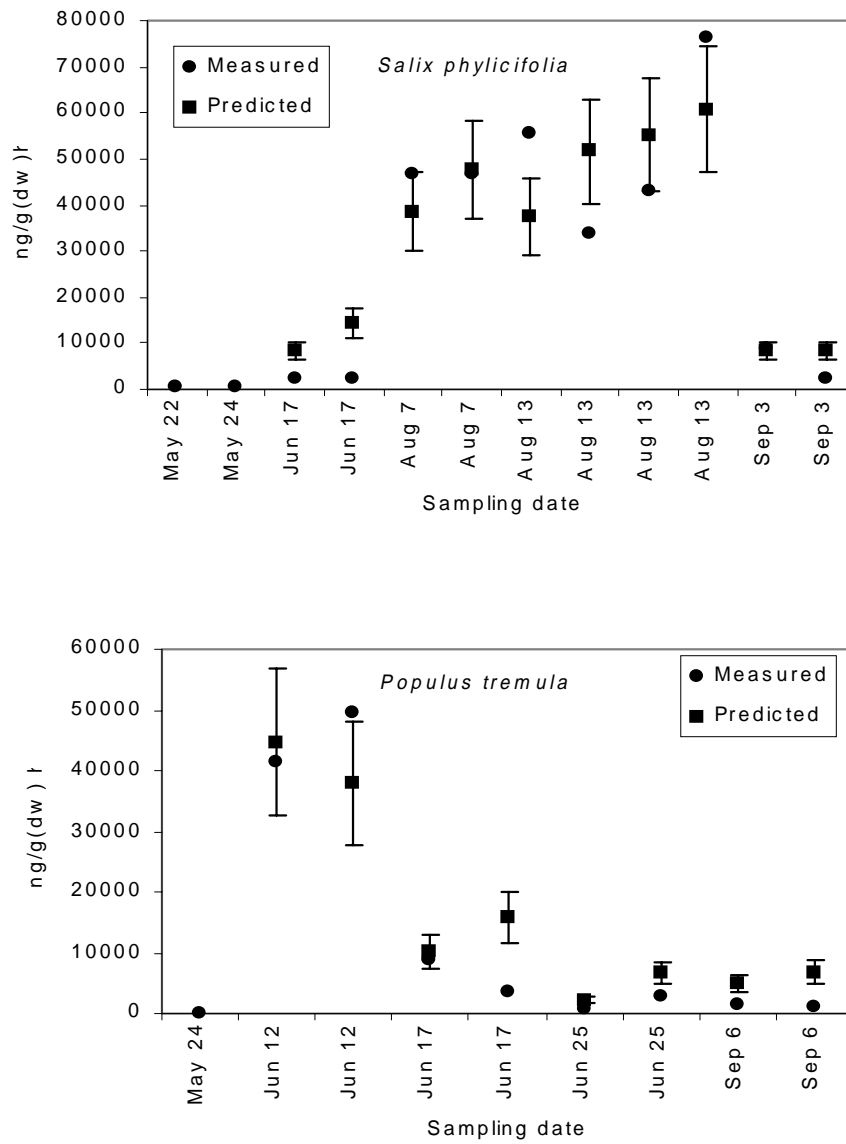 80000
70000
60000
50000
40000
30000
20000
10000
0
ng/g(dw)
Measured
Predicted
Salix phylicifolia
May 22
May 24
Jun 17
Jun 17
Aug 7
Aug 7
Aug 13
Aug 13
Aug 13
Aug 13
Sep 3
Sep 3
Sampling date
60000
50000
40000
30000
20000
10000
0
ng/g(dw)
Populus tremula
Measured
Predicted
May 24
Jun 12
Jun 12
Jun 17
Jun 17
Jun 25
Jun 25
Sep 6
Sep 6
Sampling date